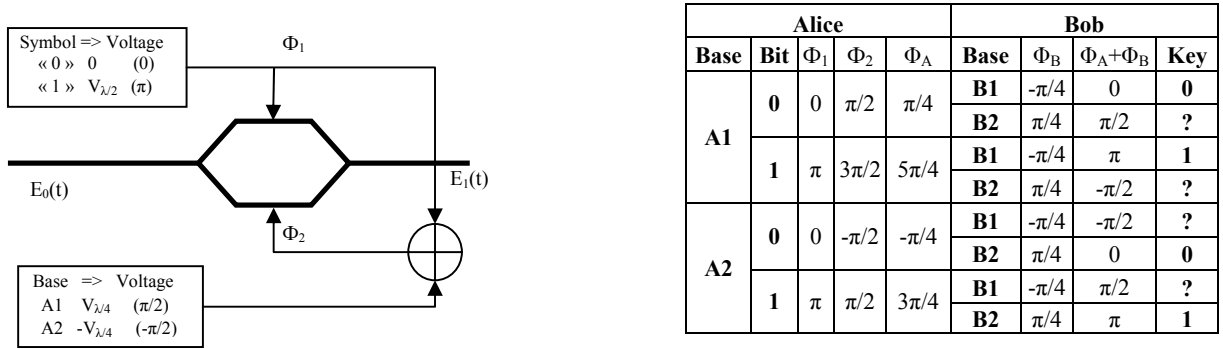 Symbol => Voltage
« 0 » 0 (0)
« 1 » Vλ/2 (π)
Φ1
E0(t)
E1(t)
Φ2
Base => Voltage
A1 Vλ/4 (π/2)
A2 -Vλ/4 (-π/2)
Alice Bob
Base Bit Φ1 Φ2 ΦA Base ΦB ΦA+ΦB Key
A1 0 0 π/2 π/4 B1 -π/4 0 0
B2 π/4 π/2 ?
1 π 3π/2 5π/4 B1 -π/4 π 1
B2 π/4 -π/2 ?
A2 0 0 -π/2 -π/4 B1 -π/4 -π/2 ?
B2 π/4 0 0
1 π π/2 3π/4 B1 -π/4 π/2 ?
B2 π/4 π 1